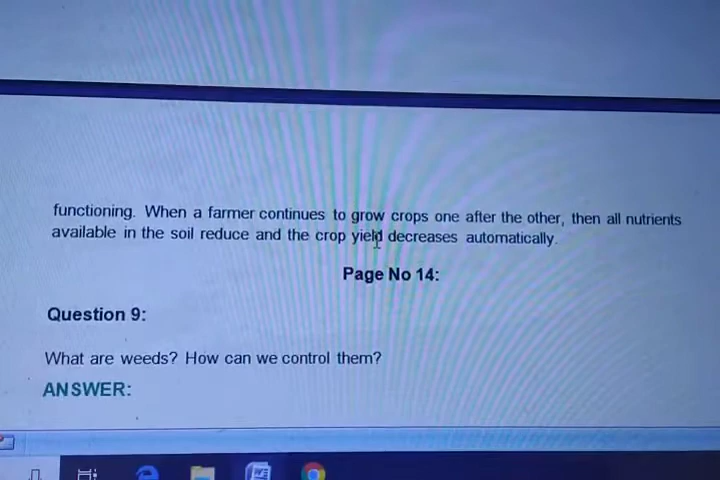 functioning. When a farmer continues to grow crops one after the other, then all nutrients
available in the soil reduce and the crop yield decreases automatically.
Page No 14:
Question 9:
What are weeds? How can we control them?
ANSWER: